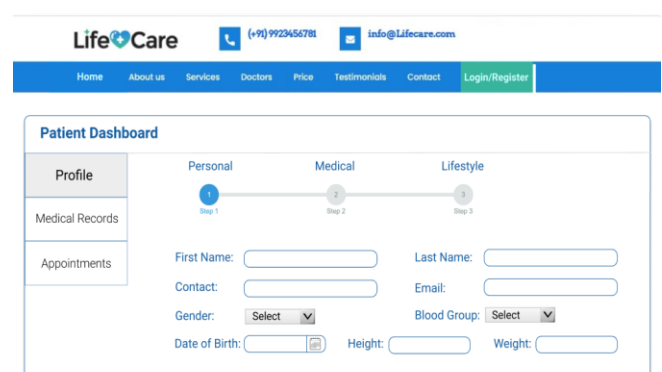 Life Care (+91) 9923456781 info@Lifecare.com
Home About us Services Doctors Price Testimonials Contact Login/Register
Patient Dashboard
Profile
Medical Records
Appointments
Personal Medical Lifestyle
1 2 3
Step 1 Step 2 Step 3
First Name: Last Name:
Contact: Email:
Gender: Select Blood Group: Select
Date of Birth: Height: Weight: